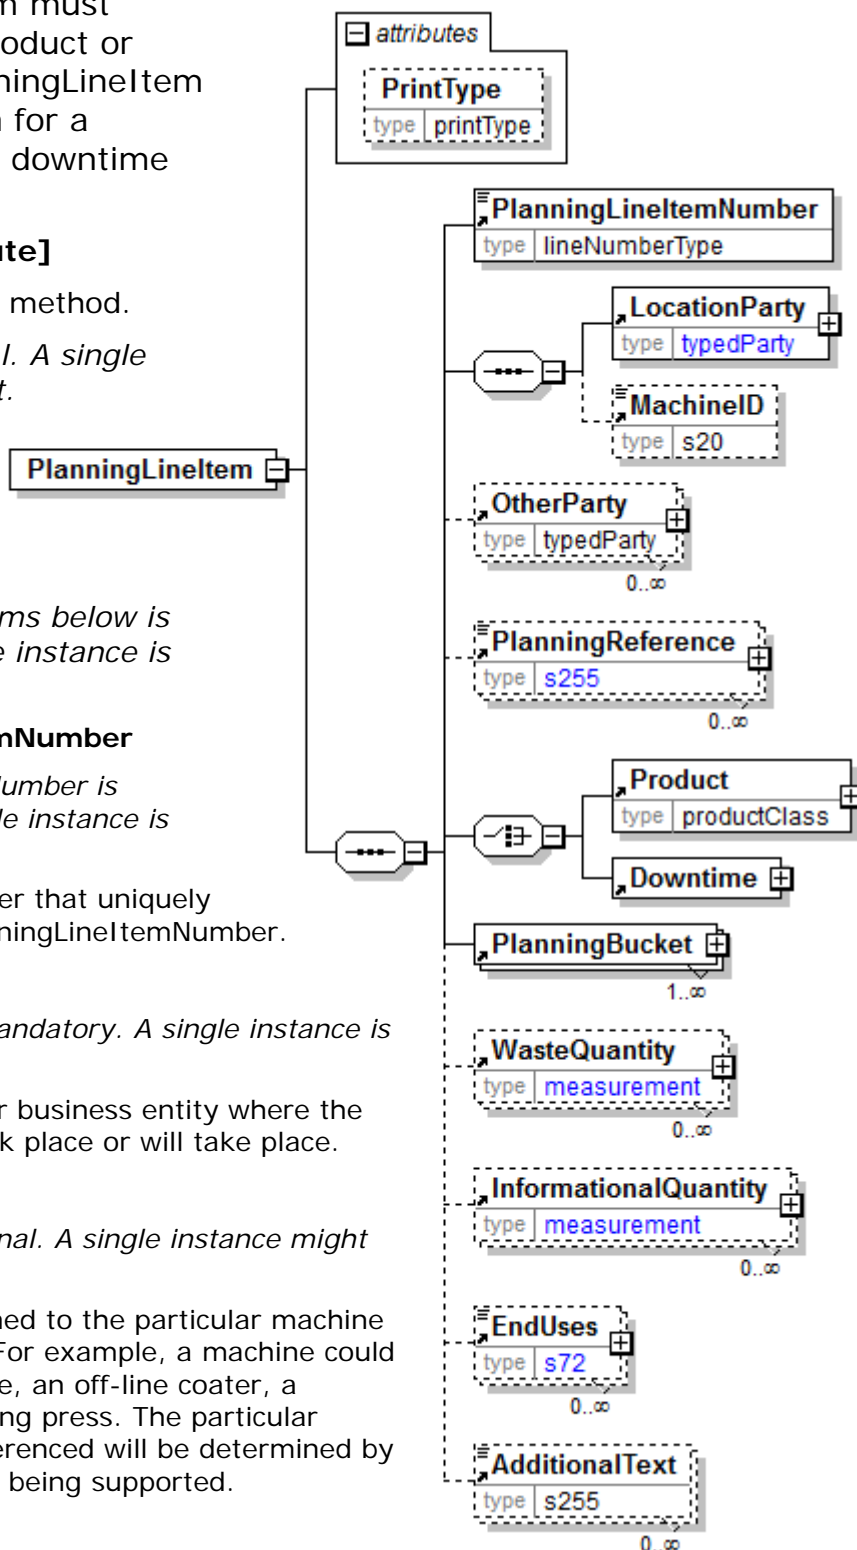 m must
oduct or
ningLineItem
n for a
downtime
te]
method.
l. A single
t.
ms below is
e instance is
mNumber
Number is
le instance is
er that uniquely
nningLineItemNumber.
andatory. A single instance is
r business entity where the
k place or will take place.
nal. A single instance might
ned to the particular machine
For example, a machine could
e, an off-line coater, a
ng press. The particular
erenced will be determined by
being supported.
attributes
PrintType
type printType
PlanningLineItem
PlanningLineItemNumber
type lineNumberType
LocationParty
type typedParty
MachineID
type s20
OtherParty
type typedParty
0..∞
PlanningReference
type s255
0..∞
Product
type productClass
Downtime
PlanningBucket
1..∞
WasteQuantity
type measurement
0..∞
InformationalQuantity
type measurement
0..∞
EndUses
type s72
0..∞
AdditionalText
type s255
0..∞